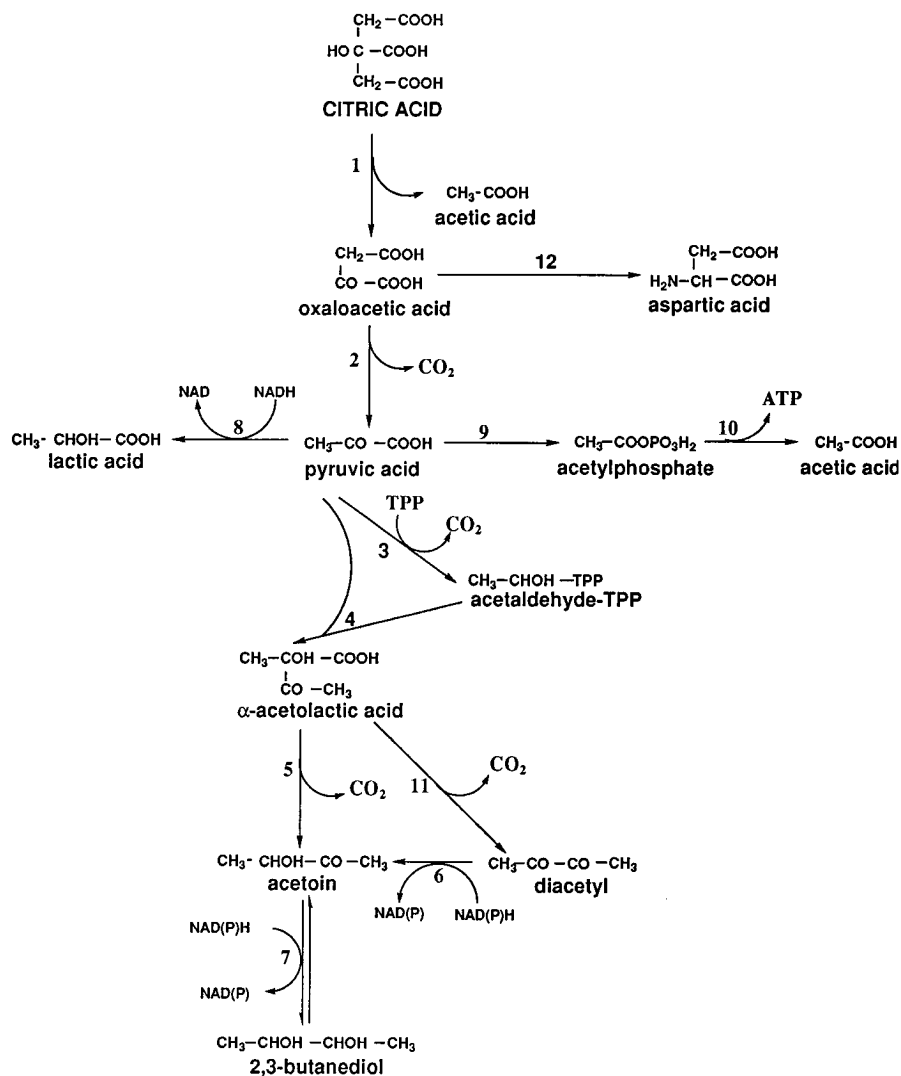 CH₂–COOH
HO C –COOH
CH₂–COOH
CITRIC ACID
1
CH₃-COOH
acetic acid
CH₂–COOH
CO –COOH
oxaloacetic acid
12
CH₂–COOH
H₂N–CH– COOH
aspartic acid
2
CO₂
NAD
NADH
8
CH₃- CHOH–COOH
lactic acid
CH₃–CO –COOH
pyruvic acid
9
CH₃–COOPO₃H₂
acetylphosphate
ATP
10
CH₃–COOH
acetic acid
TPP
CO₂
3
CH₃–CHOH –TPP
acetaldehyde-TPP
4
CH₃–COH –COOH
CO –CH₃
α-acetolactic acid
5
CO₂
11
CO₂
CH₃- CHOH– CO –CH₃
acetoin
6
NAD(P)
NAD(P)H
CH₃–CO –CO –CH₃
diacetyl
NAD(P)H
7
NAD(P)
CH₃–CHOH –CHOH –CH₃
2,3-butanediol